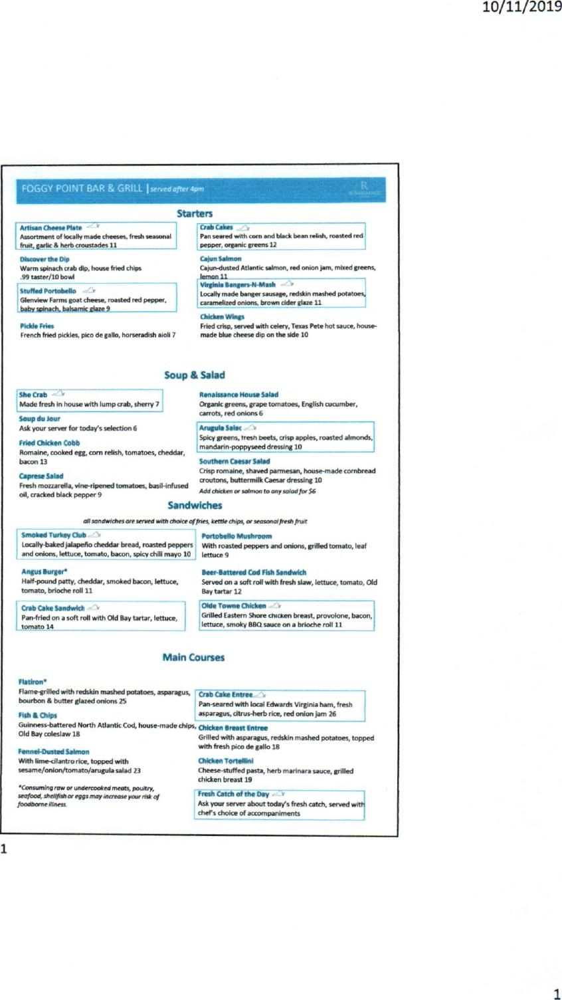 10/11/2019
FOGGY POINT BAR & GRILL | served after 4pm
R
RENAISSANCE
Starters
Artisan Cheese Plate
Assortment of locally made cheeses, fresh seasonal
fruit, garlic & herb croustades 11
Discover the Dip
Warm spinach crab dip, house fried chips
.99 taster/10 bowl
Stuffed Portobello
Glenview Farms goat cheese, roasted red pepper,
baby spinach, balsamic glaze 9
Pickle Fries
French fried pickles, pico de gallo, horseradish aioli 7
Crab Cakes
Pan seared with corn and black bean relish, roasted red
pepper, organic greens 12
Cajun Salmon
Cajun-dusted Atlantic salmon, red onion jam, mixed greens,
lemon 11
Virginia Bangers-N-Mash
Locally made banger sausage, redskin mashed potatoes,
caramelized onions, brown cider glaze 11
Chicken Wings
Fried crisp, served with celery, Texas Pete hot sauce, house-
made blue cheese dip on the side 10
Soup & Salad
She Crab
Made fresh in house with lump crab, sherry 7
Soup du Jour
Ask your server for today's selection 6
Fried Chicken Cobb
Romaine, cooked egg, corn relish, tomatoes, cheddar,
bacon 13
Caprese Salad
Fresh mozzarella, vine-ripened tomatoes, basil-infused
oil, cracked black pepper 9
Renaissance House Salad
Organic greens, grape tomatoes, English cucumber,
carrots, red onions 6
Arugula Salad
Spicy greens, fresh beets, crisp apples, roasted almonds,
mandarin-poppyseed dressing 10
Southern Caesar Salad
Crisp romaine, shaved parmesan, house-made cornbread
croutons, buttermilk Caesar dressing 10
Add chicken or salmon to any salad for $6
Sandwiches
all sandwiches are served with choice of fries, kettle chips, or seasonal fresh fruit
Smoked Turkey Club
Locally-baked jalapeño cheddar bread, roasted peppers
and onions, lettuce, tomato, bacon, spicy chili mayo 10
Angus Burger*
Half-pound patty, cheddar, smoked bacon, lettuce,
tomato, brioche roll 11
Crab Cake Sandwich
Pan-fried on a soft roll with Old Bay tartar, lettuce,
tomato 14
Portobello Mushroom
With roasted peppers and onions, grilled tomato, leaf
lettuce 9
Beer-Battered Cod Fish Sandwich
Served on a soft roll with fresh slaw, lettuce, tomato, Old
Bay tartar 12
Olde Towne Chicken
Grilled Eastern Shore chicken breast, provolone, bacon,
lettuce, smoky BBQ sauce on a brioche roll 11
Main Courses
Flatiron*
Flame-grilled with redskin mashed potatoes, asparagus,
bourbon & butter glazed onions 25
Fish & Chips
Guinness-battered North Atlantic Cod, house-made chips,
Old Bay coleslaw 18
Fennel-Dusted Salmon
With lime-cilantro rice, topped with
sesame/onion/tomato/arugula salad 23
*Consuming raw or undercooked meats, poultry,
seafood, shellfish or eggs may increase your risk of
foodborne illness.
Crab Cake Entree
Pan-seared with local Edwards Virginia ham, fresh
asparagus, citrus-herb rice, red onion jam 26
Chicken Breast Entree
Grilled with asparagus, redskin mashed potatoes, topped
with fresh pico de gallo 18
Chicken Tortellini
Cheese-stuffed pasta, herb marinara sauce, grilled
chicken breast 19
Fresh Catch of the Day
Ask your server about today's fresh catch, served with
chef's choice of accompaniments
1
1